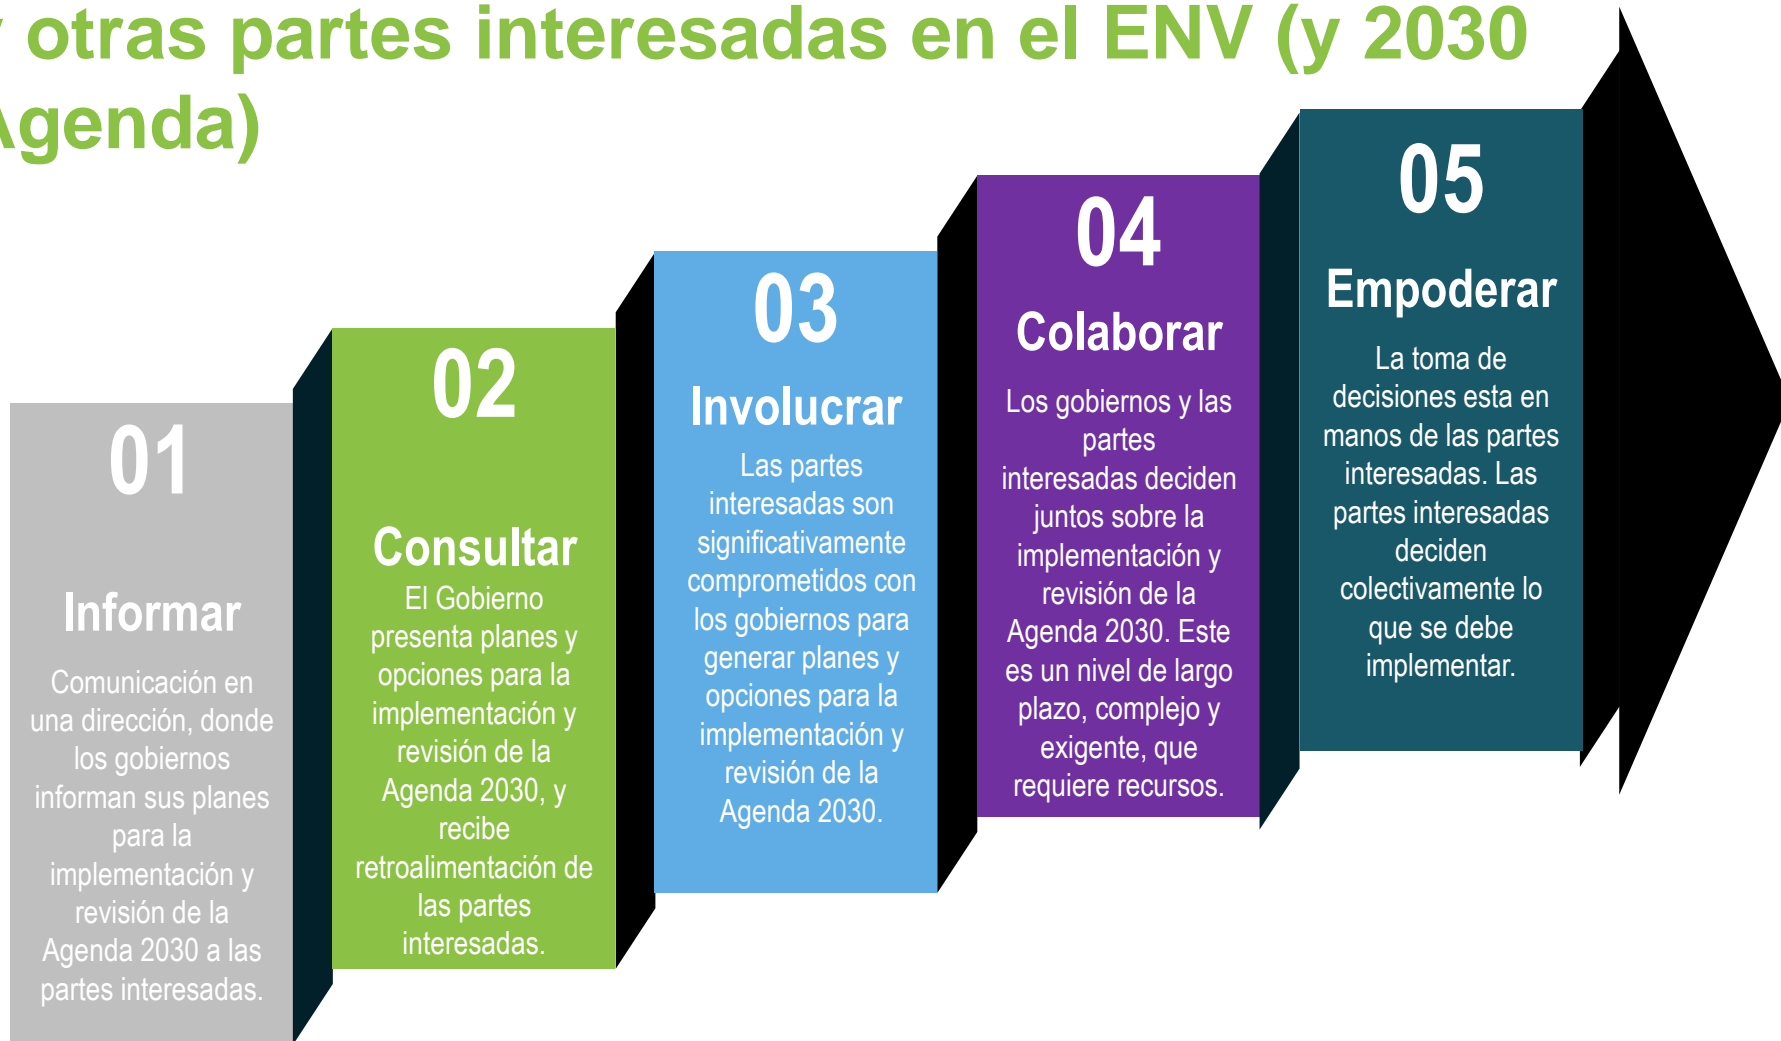 y otras partes interesadas en el ENV (y 2030
Agenda)
01
Informar
Comunicación en
una dirección, donde
los gobiernos
informan sus planes
para la
implementación y
revisión de la
Agenda 2030 a las
partes interesadas.
02
Consultar
El Gobierno
presenta planes y
opciones para la
implementación y
revisión de la
Agenda 2030, y
recibe
retroalimentación de
las partes
interesadas.
03
Involucrar
Las partes
interesadas son
significativamente
comprometidos con
los gobiernos para
generar planes y
opciones para la
implementación y
revisión de la
Agenda 2030.
04
Colaborar
Los gobiernos y las
partes
interesadas deciden
juntos sobre la
implementación y
revisión de la
Agenda 2030. Este
es un nivel de largo
plazo, complejo y
exigente, que
requiere recursos.
05
Empoderar
La toma de
decisiones esta en
manos de las partes
interesadas. Las
partes interesadas
deciden
colectivamente lo
que se debe
implementar.